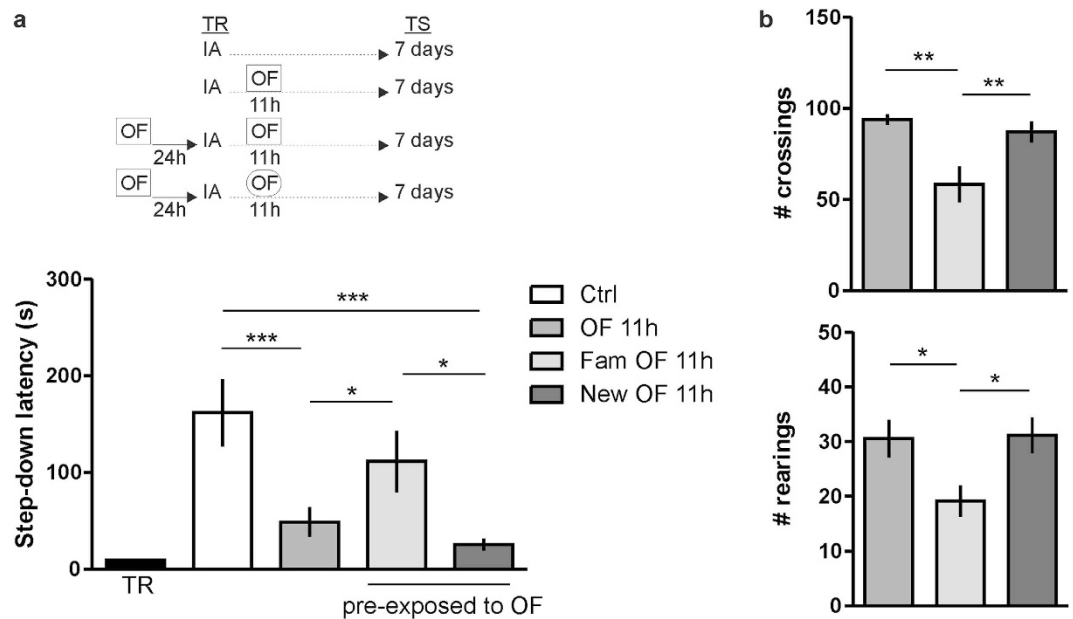 a
TR TS
IA 7 days
IA OF 7 days
11h
OF IA OF 7 days
24h 11h
OF IA OF 7 days
24h 11h
Step-down latency (s)
300
200
100
0
***
***
*
*
TR
pre-exposed to OF
Ctrl
OF 11h
Fam OF 11h
New OF 11h
b
# crossings
150
100
50
0
**
**
# rearings
50
40
30
20
10
0
*
*